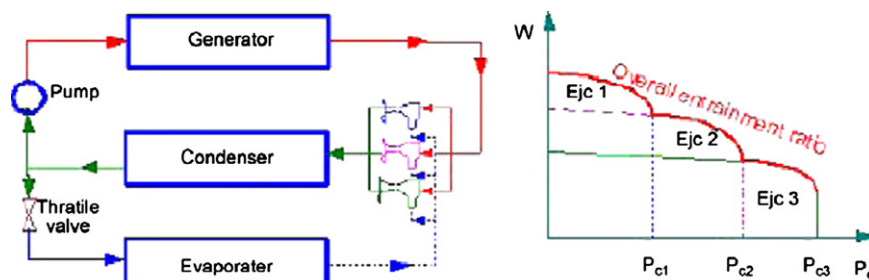 Generator
Pump
Condenser
Thratile
valve
Evaporater
W
Overall entrainment ratio
Ejc 1
Ejc 2
Ejc 3
Pc1
Pc2
Pc3